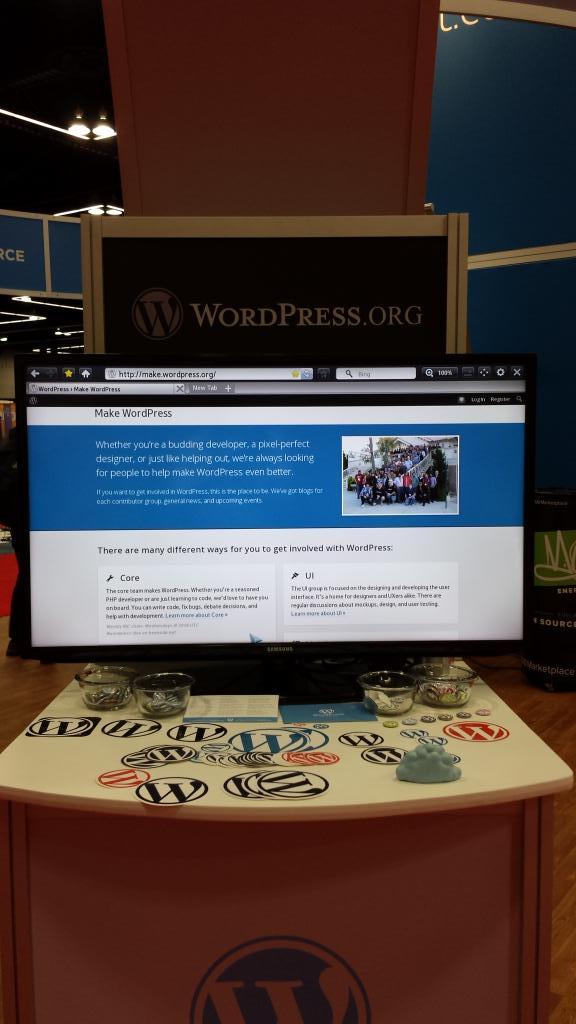 t.c
RCE
WORDPRESS.ORG
http://make.wordpress.org/
Bing
100%
WordPress › Make WordPress
New Tab +
Log In Register
Make WordPress
Whether you're a budding developer, a pixel-perfect
designer, or just like helping out, we're always looking
for people to help make WordPress even better.
If you want to get involved in WordPress, this is the place to be. We've got blogs for
each contributor group, general news, and upcoming events.
There are many different ways for you to get involved with WordPress:
Core
The core team makes WordPress. Whether you're a seasoned
PHP developer or are just learning to code, we'd love to have you
on board. You can write code, fix bugs, debate decisions, and
help with development. Learn more about Core »
UI
The UI group is focused on the designing and developing the user
interface. It's a home for designers and UXers alike. There are
regular discussions about mockups, design, and user testing.
Learn more about UI »
SAMSUNG
ENER
SOURCE
Marketplace